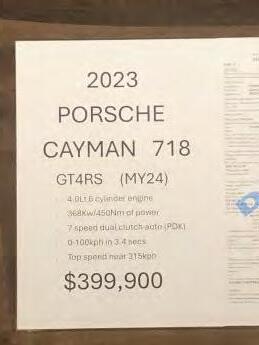 2023
PORSCHE
CAYMAN 718
GT4RS (MY24)
4.0Lt 6 cylinder engine
368Kw/450Nm of power
7 speed dual clutch auto (PDK)
0-100kph in 3.4 secs
Top speed near 315kph
$399,900